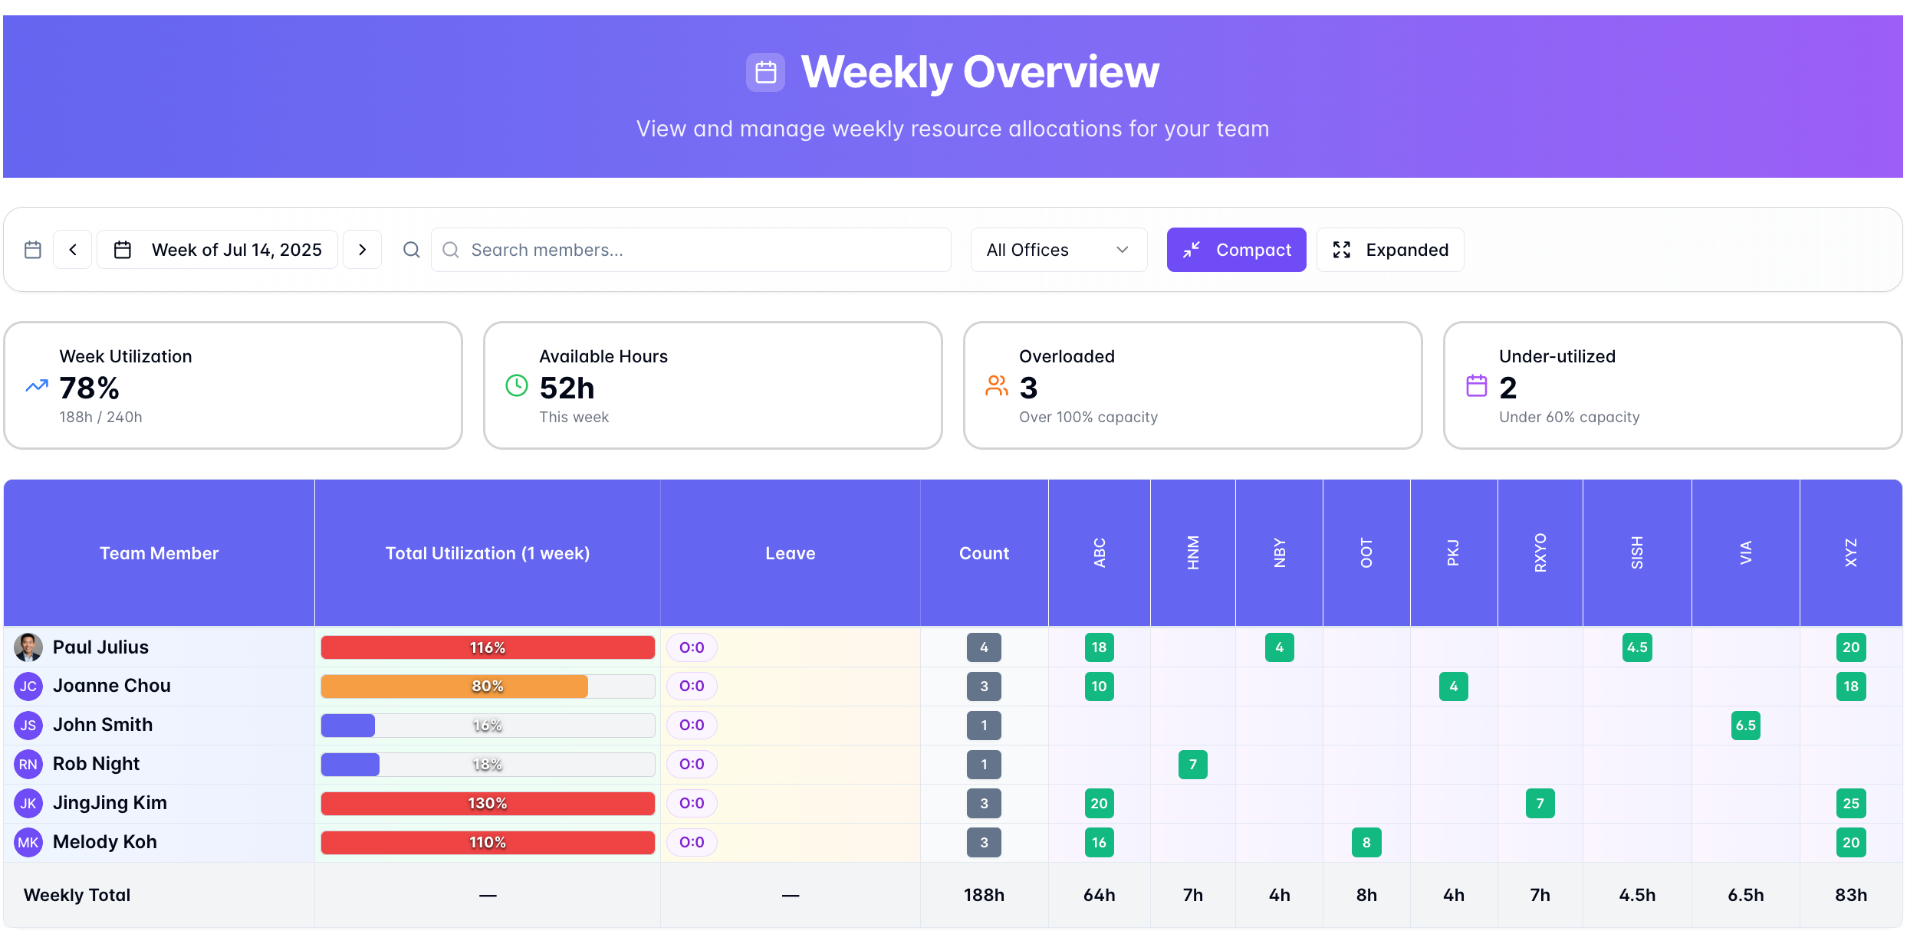 Weekly Overview
View and manage weekly resource allocations for your team
Week of Jul 14, 2025 Search members... All Offices Compact Expanded
Week Utilization
78%
188h / 240h
Available Hours
52h
This week
Overloaded
3
Over 100% capacity
Under-utilized
2
Under 60% capacity
Team Member Total Utilization (1 week) Leave Count ABC HNM NBY OOT PKJ RXYO SISH VIA XYZ
Paul Julius 116% O:0 4 18 4 4.5 20
JC Joanne Chou 80% O:0 3 10 4 18
JS John Smith 16% O:0 1 6.5
RN Rob Night 18% O:0 1 7
JK JingJing Kim 130% O:0 3 20 7 25
MK Melody Koh 110% O:0 3 16 8 20
Weekly Total — — 188h 64h 7h 4h 8h 4h 7h 4.5h 6.5h 83h